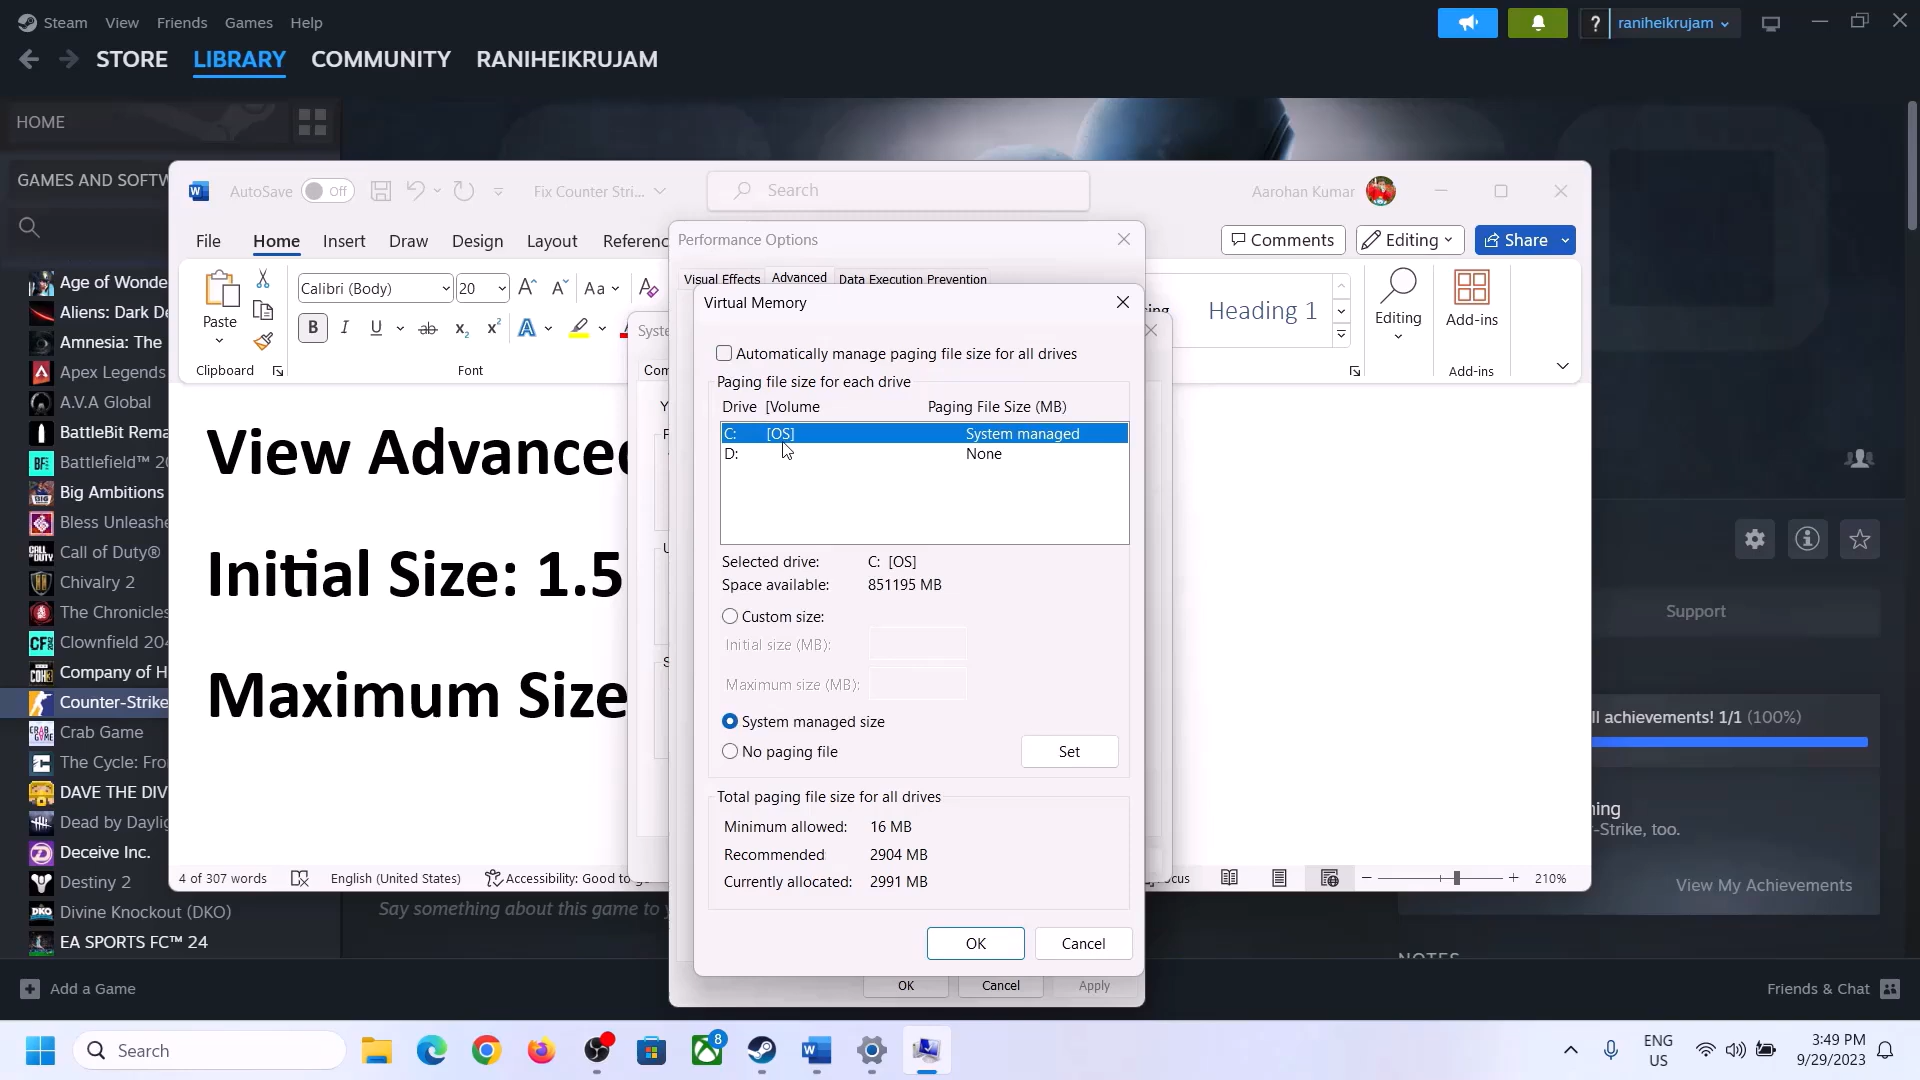 Steam View Friends Games Help
raniheikrujam
?
STORE LIBRARY COMMUNITY RANIHEIKRUJAM
HOME
GAMES AND SOFTW
Age of Wonde
Aliens: Dark De
Amnesia: The
Apex Legends
A.V.A Global
BattleBit Rema
Battlefield™ 20
Big Ambitions
Bless Unleashe
Call of Duty®
Chivalry 2
The Chronicles
Clownfield 204
Company of H
Counter-Strike
Crab Game
The Cycle: Fro
DAVE THE DIV
Dead by Daylig
Deceive Inc.
Destiny 2
Divine Knockout (DKO)
EA SPORTS FC™ 24
Add a Game
AutoSave Off
Fix Counter Stri...
Search
Aarohan Kumar
File Home Insert Draw Design Layout Referenc
Comments Editing Share
Paste
Clipboard
Calibri (Body) 20
Aa
B I U ab x₂ x² A
Font
Heading 1
Editing
Add-ins
Add-ins
View Advanced
Initial Size: 1.5
Maximum Size
4 of 307 words English (United States) Accessibility: Good to g
ocus
210%
Performance Options
Visual Effects Advanced Data Execution Prevention
Syste
Com
Virtual Memory
Automatically manage paging file size for all drives
Paging file size for each drive
Drive [Volume Paging File Size (MB)
C: [OS] System managed
D: None
Selected drive: C: [OS]
Space available: 851195 MB
Custom size:
Initial size (MB):
Maximum size (MB):
System managed size
No paging file
Set
Total paging file size for all drives
Minimum allowed: 16 MB
Recommended 2904 MB
Currently allocated: 2991 MB
OK Cancel
OK Cancel Apply
Support
ll achievements! 1/1 (100%)
-Strike, too.
View My Achievements
Say something about this game to y
NOTES
Friends & Chat
Search
8
ENG
US
3:49 PM
9/29/2023